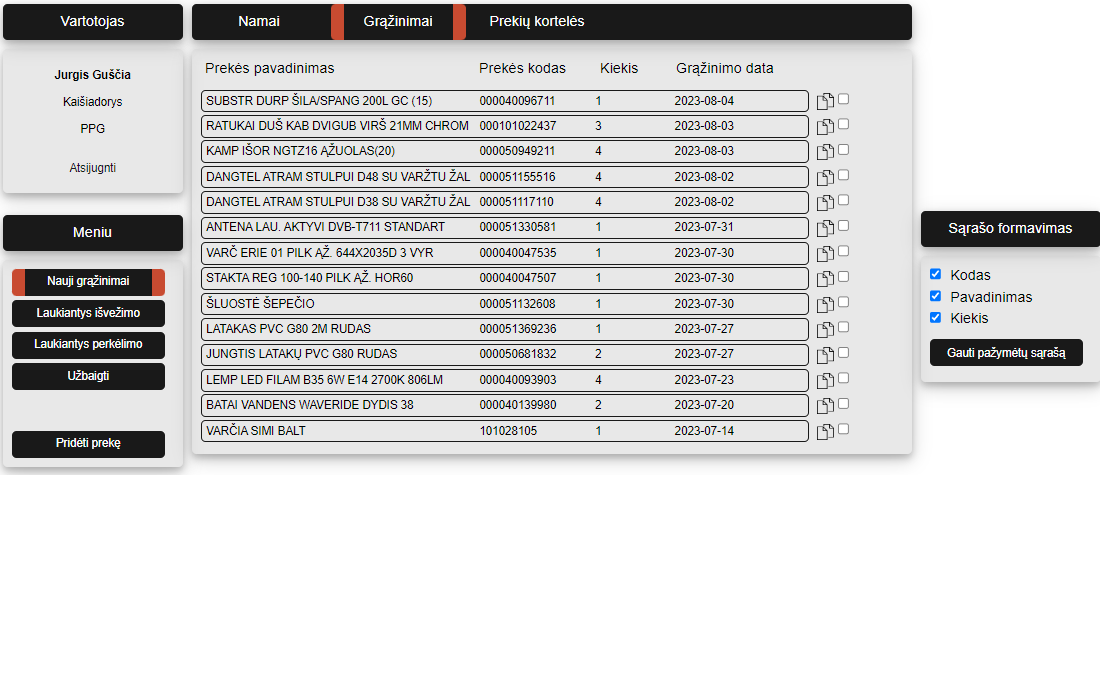 Vartotojas
Namai
Grąžinimai
Prekių kortelės
Jurgis Guščia
Kaišiadorys
PPG
Atsijugnti
Meniu
Nauji grąžinimai
Laukiantys išvežimo
Laukiantys perkėlimo
Užbaigti
Pridėti prekę
Prekės pavadinimas Prekės kodas Kiekis Grąžinimo data
SUBSTR DURP ŠILA/SPANG 200L GC (15) 000040096711 1 2023-08-04
RATUKAI DUŠ KAB DVIGUB VIRŠ 21MM CHROM 000101022437 3 2023-08-03
KAMP IŠOR NGTZ16 ĄŽUOLAS(20) 000050949211 4 2023-08-03
DANGTEL ATRAM STULPUI D48 SU VARŽTU ŽAL 000051155516 4 2023-08-02
DANGTEL ATRAM STULPUI D38 SU VARŽTU ŽAL 000051117110 4 2023-08-02
ANTENA LAU. AKTYVI DVB-T711 STANDART 000051330581 1 2023-07-31
VARČ ERIE 01 PILK ĄŽ. 644X2035D 3 VYR 000040047535 1 2023-07-30
STAKTA REG 100-140 PILK ĄŽ. HOR60 000040047507 1 2023-07-30
ŠLUOSTĖ ŠEPEČIO 000051132608 1 2023-07-30
LATAKAS PVC G80 2M RUDAS 000051369236 1 2023-07-27
JUNGTIS LATAKŲ PVC G80 RUDAS 000050681832 2 2023-07-27
LEMP LED FILAM B35 6W E14 2700K 806LM 000040093903 4 2023-07-23
BATAI VANDENS WAVERIDE DYDIS 38 000040139980 2 2023-07-20
VARČIA SIMI BALT 101028105 1 2023-07-14
Sąrašo formavimas
Kodas
Pavadinimas
Kiekis
Gauti pažymėtų sąrašą